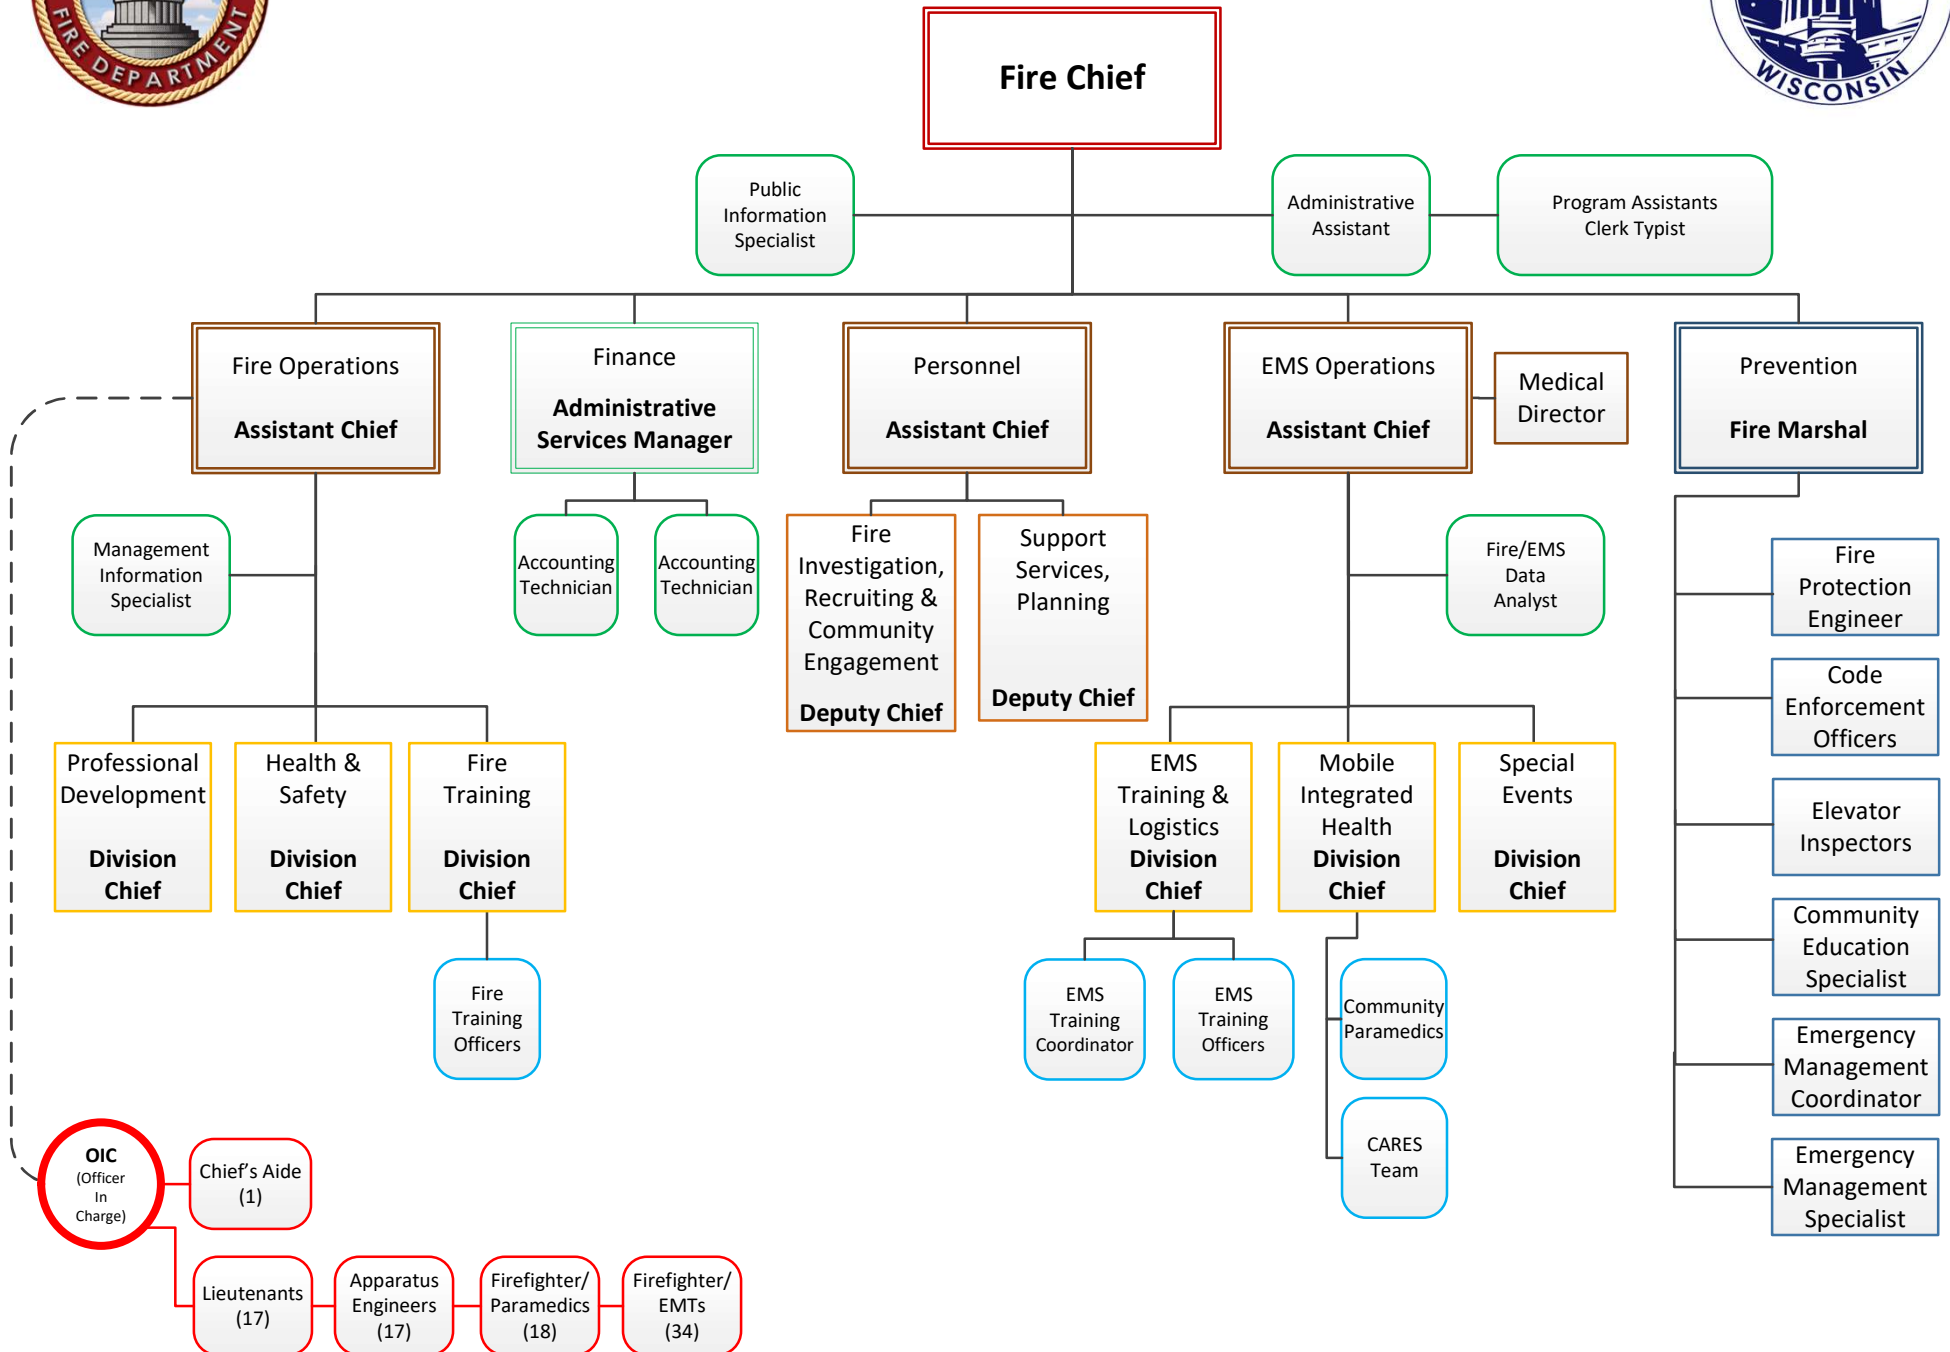 FIRE DEPARTMENT
WISCONSIN
Fire Chief
Public
Information
Specialist
Administrative
Assistant
Program Assistants
Clerk Typist
Fire Operations
Assistant Chief
Finance
Administrative
Services Manager
Personnel
Assistant Chief
EMS Operations
Assistant Chief
Medical
Director
Prevention
Fire Marshal
Management
Information
Specialist
Accounting
Technician
Accounting
Technician
Fire
Investigation,
Recruiting &
Community
Engagement
Deputy Chief
Support
Services,
Planning
Deputy Chief
Fire/EMS
Data
Analyst
Fire
Protection
Engineer
Code
Enforcement
Officers
Elevator
Inspectors
Community
Education
Specialist
Emergency
Management
Coordinator
Emergency
Management
Specialist
Professional
Development
Division
Chief
Health &
Safety
Division
Chief
Fire
Training
Division
Chief
EMS
Training &
Logistics
Division
Chief
Mobile
Integrated
Health
Division
Chief
Special
Events
Division
Chief
Fire
Training
Officers
EMS
Training
Coordinator
EMS
Training
Officers
Community
Paramedics
CARES
Team
OIC
(Officer
In
Charge)
Chief’s Aide
(1)
Lieutenants
(17)
Apparatus
Engineers
(17)
Firefighter/
Paramedics
(18)
Firefighter/
EMTs
(34)